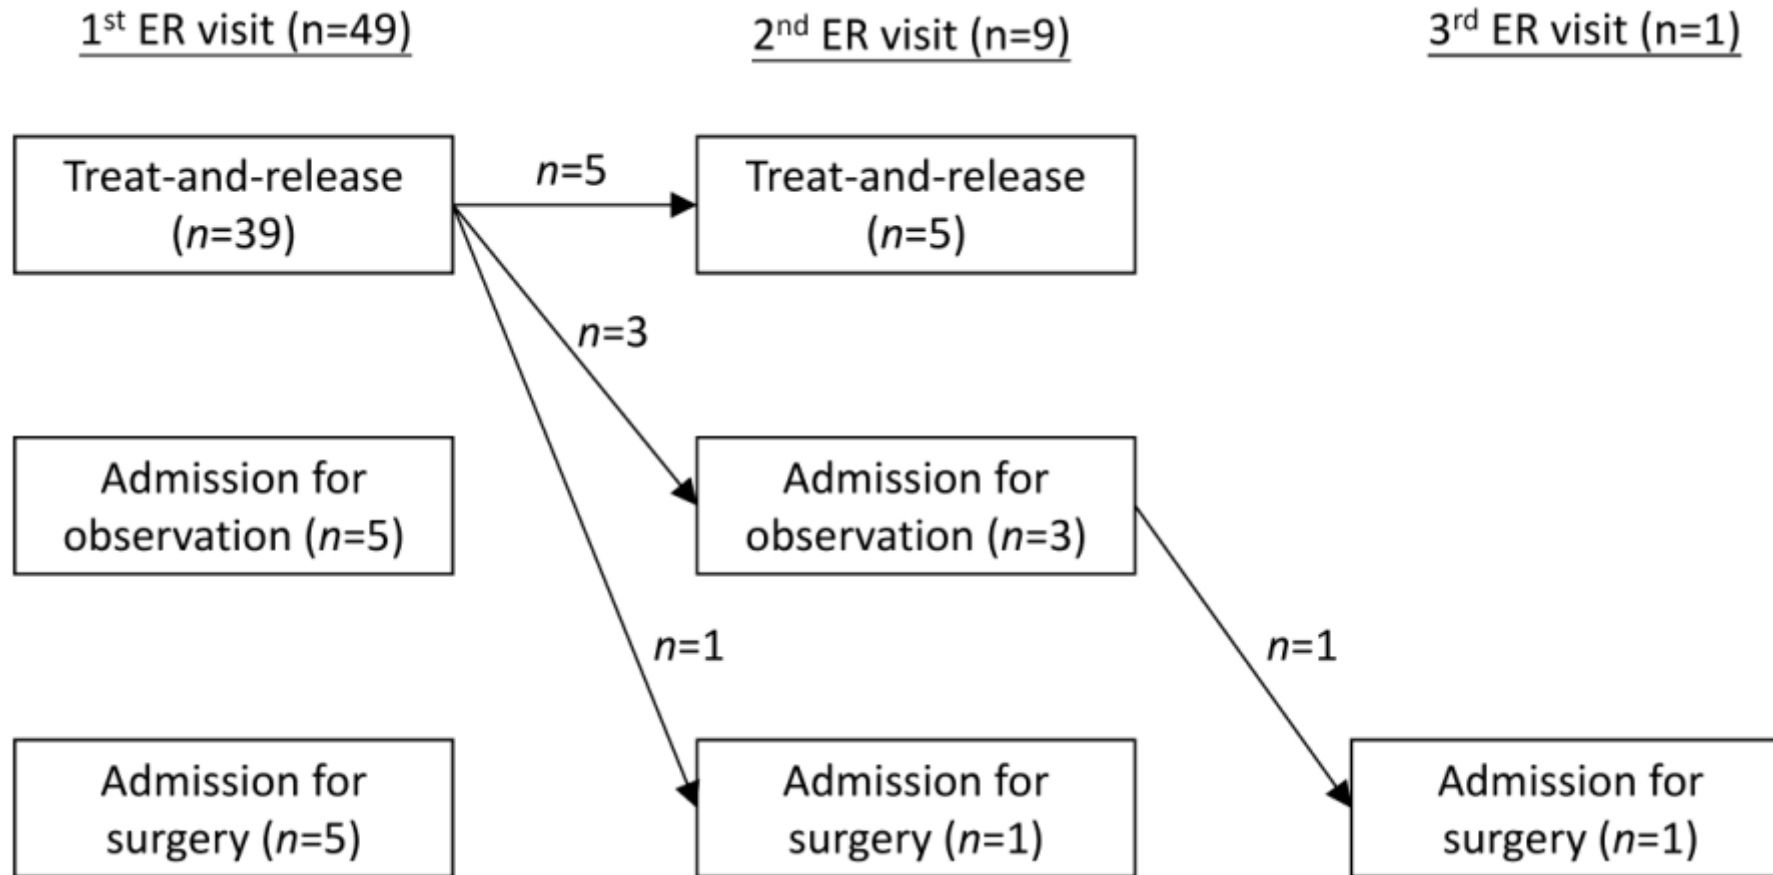 1st ER visit (n=49)
2nd ER visit (n=9)
3rd ER visit (n=1)
Treat-and-release
(n=39)
n=5
Treat-and-release
(n=5)
n=3
Admission for
observation (n=5)
Admission for
observation (n=3)
n=1
n=1
Admission for
surgery (n=5)
Admission for
surgery (n=1)
Admission for
surgery (n=1)